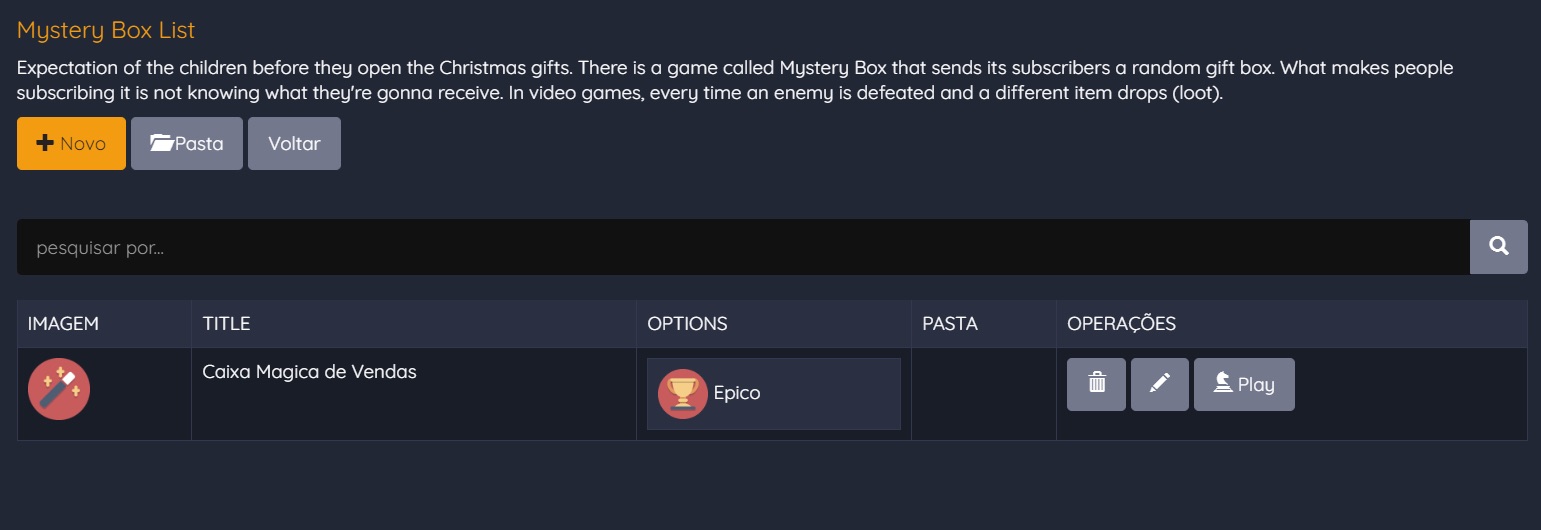 Mystery Box List
Expectation of the children before they open the Christmas gifts. There is a game called Mystery Box that sends its subscribers a random gift box. What makes people
subscribing it is not knowing what they're gonna receive. In video games, every time an enemy is defeated and a different item drops (loot).
Novo Pasta Voltar
pesquisar por...
IMAGEM TITLE OPTIONS PASTA OPERAÇÕES
Caixa Magica de Vendas Epico Play